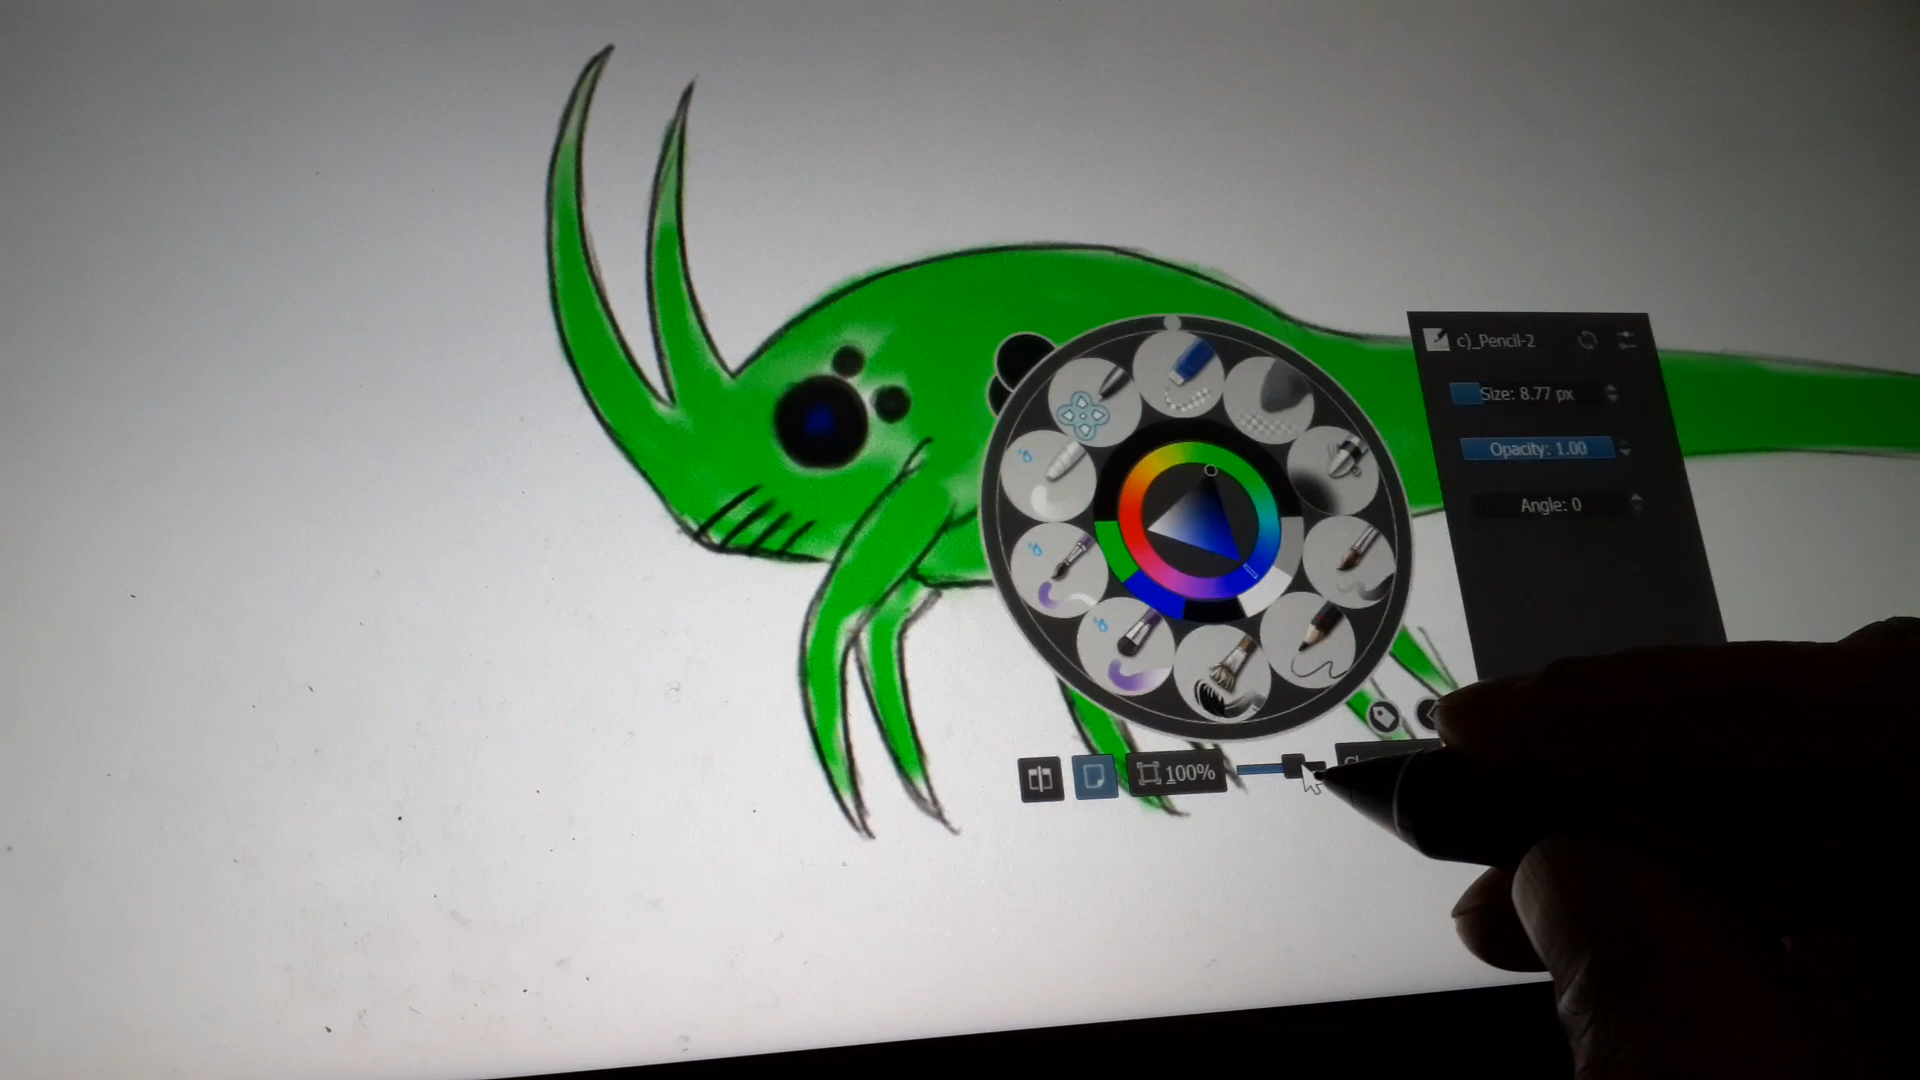 c)_Pencil-2
Size: 8.77 px
Opacity: 1.00
Angle: 0
100%